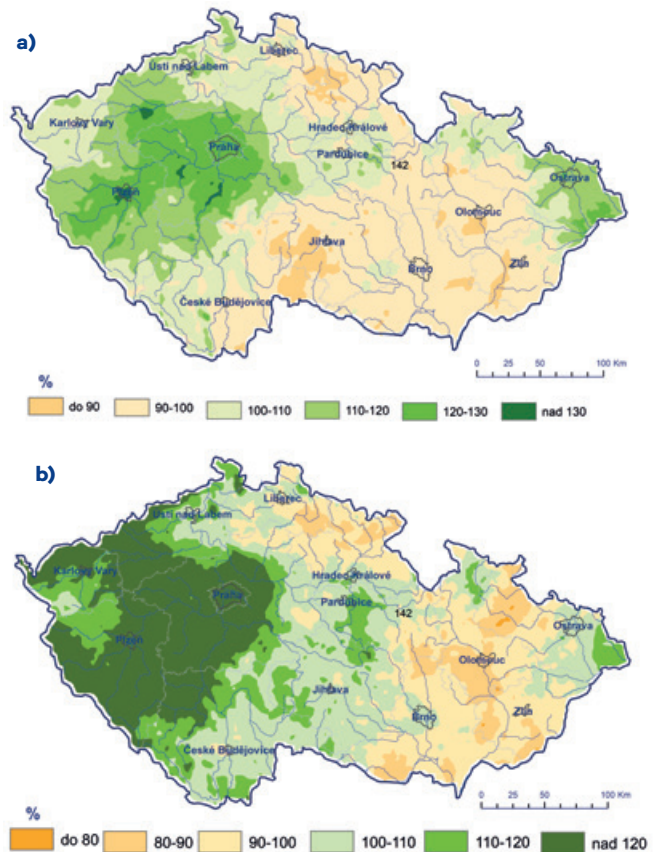 a)
Liberec
Ústí nad Labem
Karlovy Vary
Hradec Králové
Praha
Pardubice
142
Plzeň
Ostrava
Olomouc
Jihlava
Brno
Zlín
České Budějovice
0 25 50 100 Km
%
do 90 90-100 100-110 110-120 120-130 nad 130
b)
Liberec
Ústí nad Labem
Karlovy Vary
Hradec Králové
Praha
Pardubice
142
Ostrava
Plzeň
Olomouc
Jihlava
Zlín
Brno
České Budějovice
0 25 50 100 Km
%
do 80 80-90 90-100 100-110 110-120 nad 120